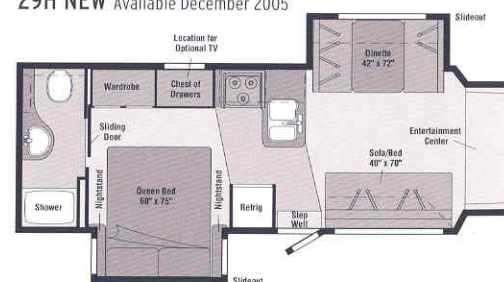 29H NEW Available December 2005
Slideout
Location for
Optional TV
Dinette
42" x 72"
Wardrobe
Chest of
Drawers
Sliding
Door
Entertainment
Center
Sofa/Bed
40" x 70"
Nightstand
Queen Bed
60" x 75"
Nightstand
Shower
Refrig
Step
Well
Slideout